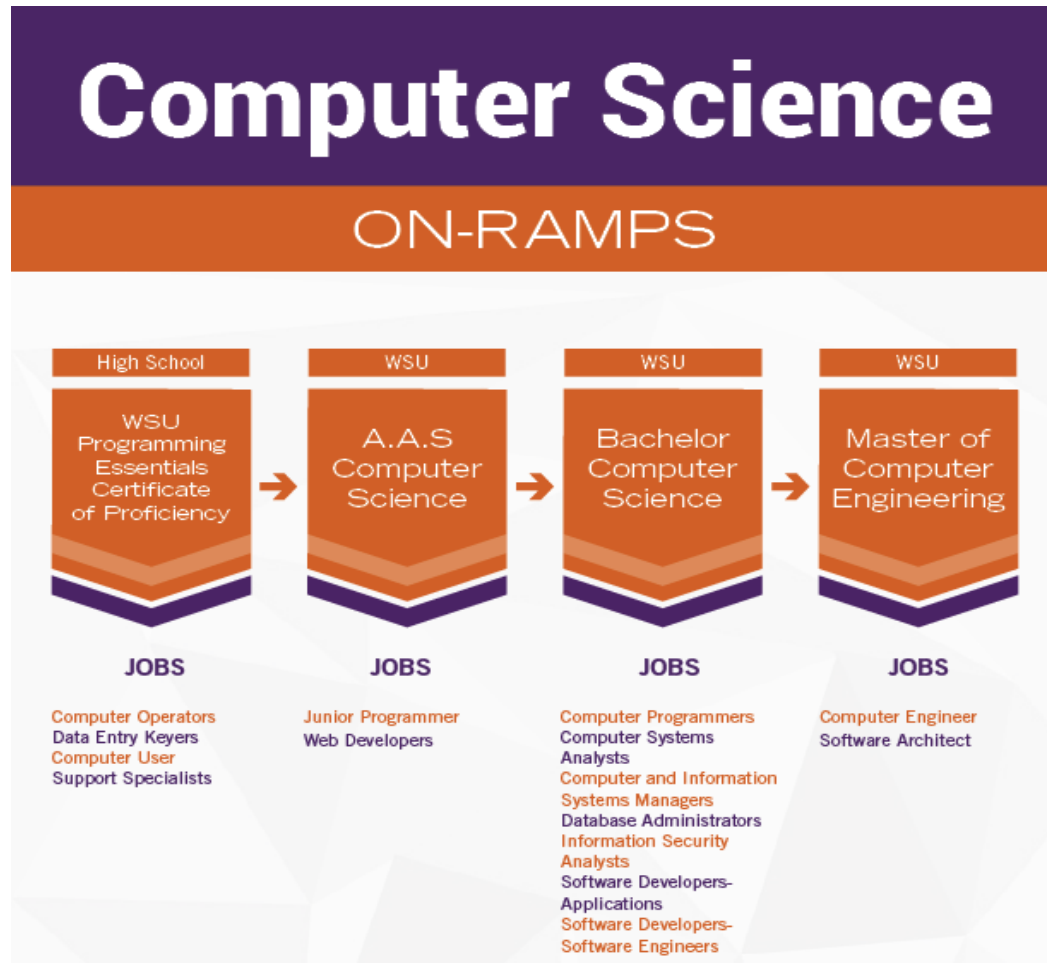 Computer Science
ON-RAMPS
High School
WSU
Programming
Essentials
Certificate
of Proficiency
JOBS
Computer Operators
Data Entry Keyers
Computer User
Support Specialists
WSU
A.A.S
Computer
Science
JOBS
Junior Programmer
Web Developers
WSU
Bachelor
Computer
Science
JOBS
Computer Programmers
Computer Systems
Analysts
Computer and Information
Systems Managers
Database Administrators
Information Security
Analysts
Software Developers-
Applications
Software Developers-
Software Engineers
WSU
Master of
Computer
Engineering
JOBS
Computer Engineer
Software Architect